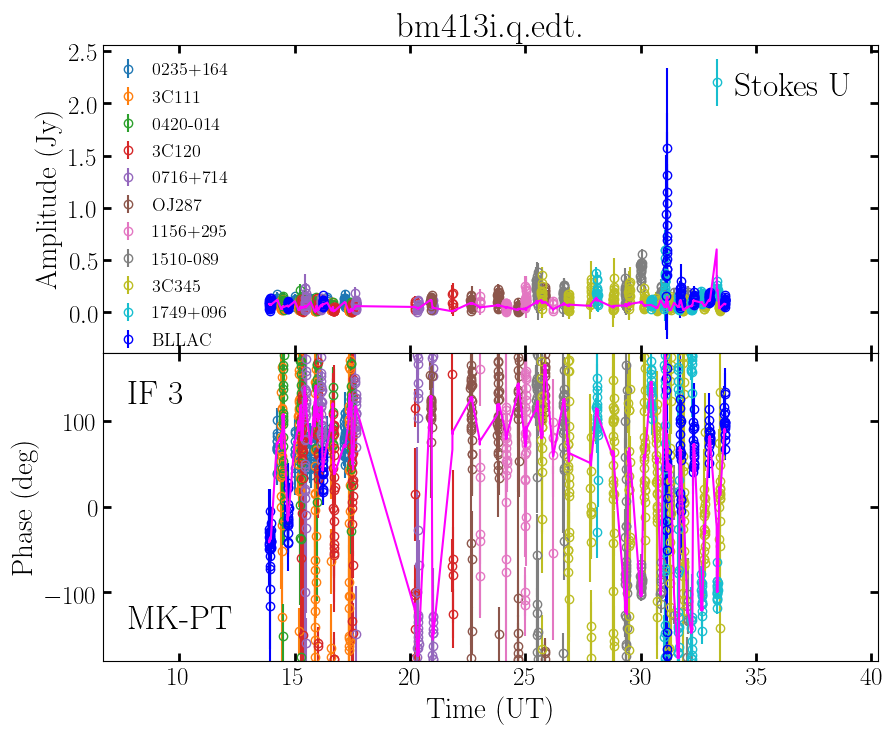 bm413i.q.edt.
Amplitude (Jy)
2.5
2.0
1.5
1.0
0.5
0.0
0235+164
3C111
0420-014
3C120
0716+714
OJ287
1156+295
1510-089
3C345
1749+096
BLLAC
Stokes U
Phase (deg)
100
0
−100
IF 3
MK-PT
10 15 20 25 30 35 40
Time (UT)